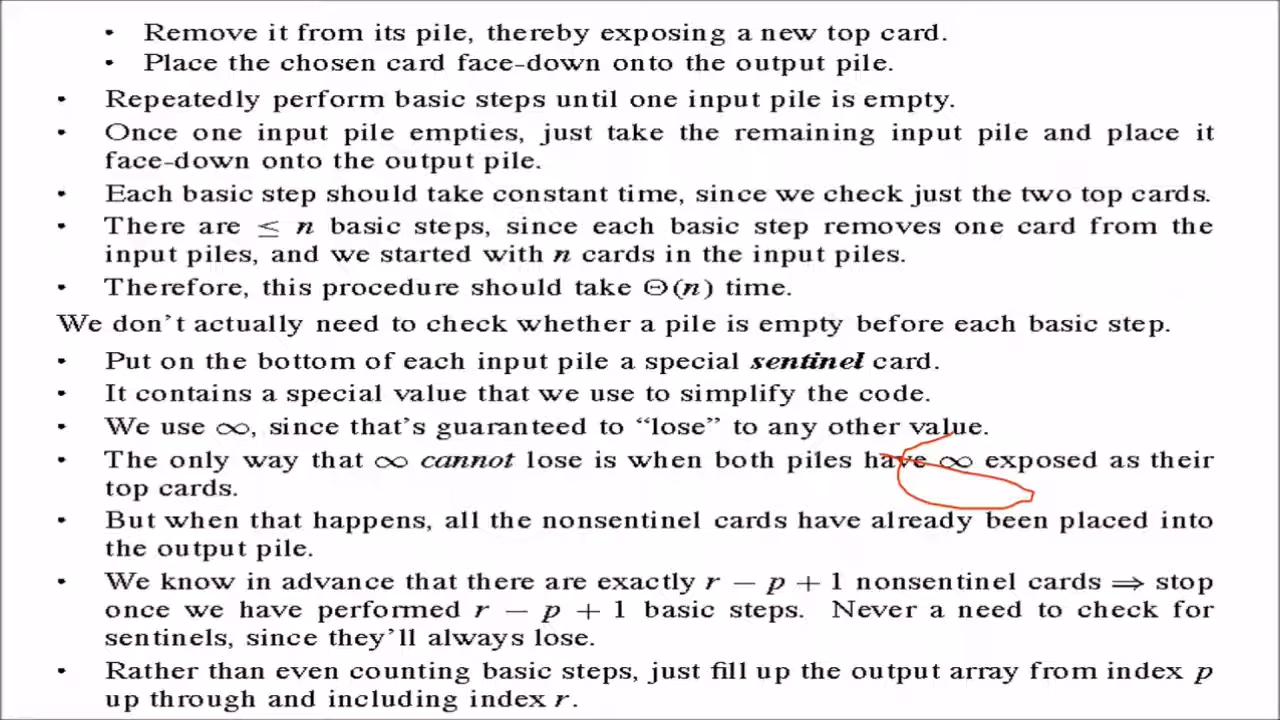 • Remove it from its pile, thereby exposing a new top card.
• Place the chosen card face-down onto the output pile.
• Repeatedly perform basic steps until one input pile is empty.
• Once one input pile empties, just take the remaining input pile and place it
face-down onto the output pile.
• Each basic step should take constant time, since we check just the two top cards.
• There are ≤ n basic steps, since each basic step removes one card from the
input piles, and we started with n cards in the input piles.
• Therefore, this procedure should take Θ(n) time.
We don't actually need to check whether a pile is empty before each basic step.
• Put on the bottom of each input pile a special sentinel card.
• It contains a special value that we use to simplify the code.
• We use ∞, since that's guaranteed to “lose” to any other value.
• The only way that ∞ cannot lose is when both piles have ∞ exposed as their
top cards.
• But when that happens, all the nonsentinel cards have already been placed into
the output pile.
• We know in advance that there are exactly r − p + 1 nonsentinel cards ⇒ stop
once we have performed r − p + 1 basic steps. Never a need to check for
sentinels, since they'll always lose.
• Rather than even counting basic steps, just fill up the output array from index p
up through and including index r.